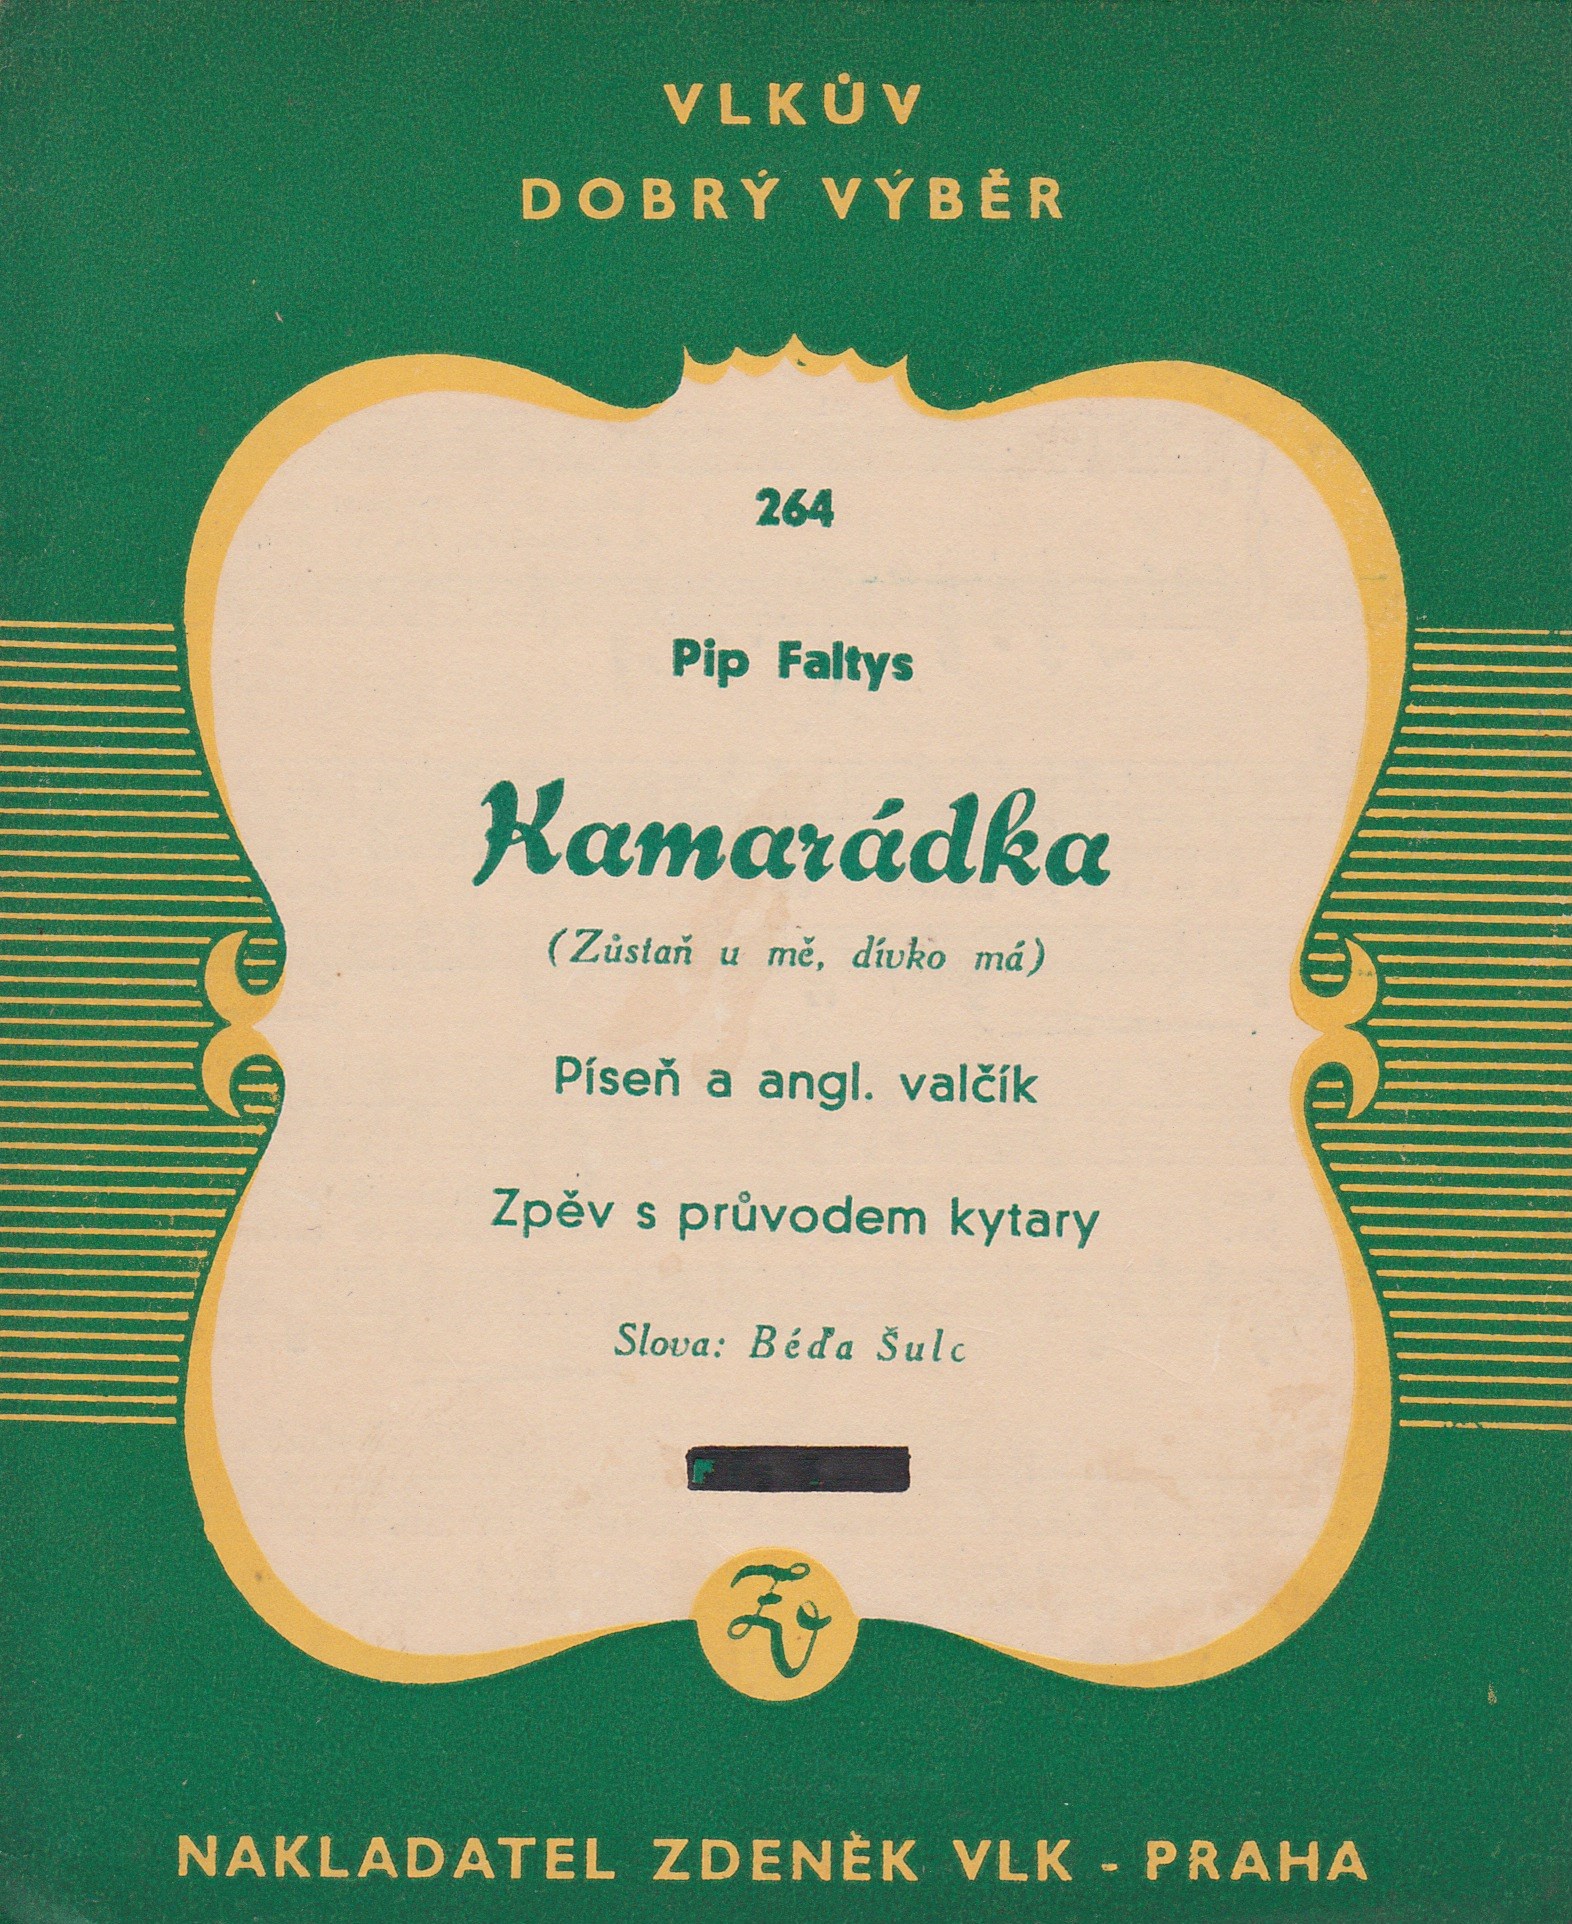 VLKŮV
DOBRÝ VÝBĚR
264
Pip Faltys
Kamarádka
(Zůstaň u mě, dívko má)
Píseň a angl. valčík
Zpěv s průvodem kytary
Slova: Béďa Šulc
ZV
NAKLADATEL ZDENĚK VLK - PRAHA